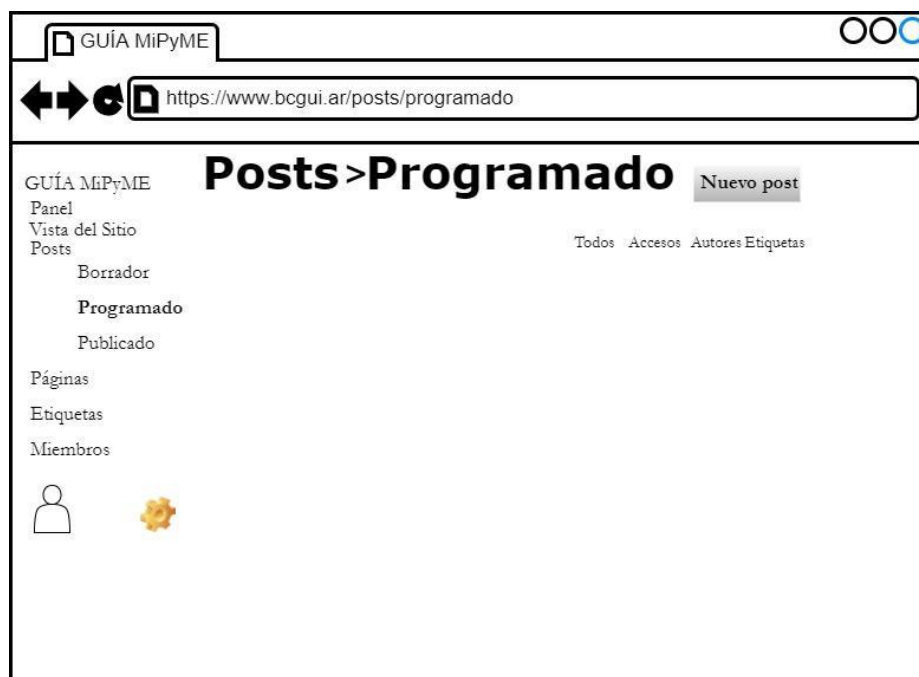 GUÍA MiPyME
https://www.bcgui.ar/posts/programado
Posts>Programado
Nuevo post
GUÍA MiPyME
Panel
Vista del Sitio
Posts
Borrador
Programado
Publicado
Páginas
Etiquetas
Miembros
Todos Accesos Autores Etiquetas